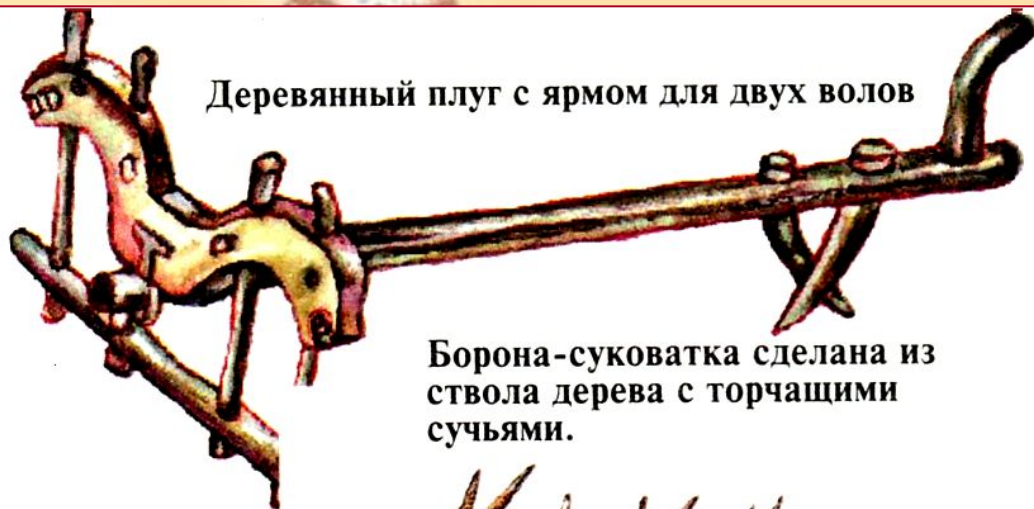 Деревянный плуг с ярмом для двух волов
Борона-суковатка сделана из
ствола дерева с торчащими
сучьями.